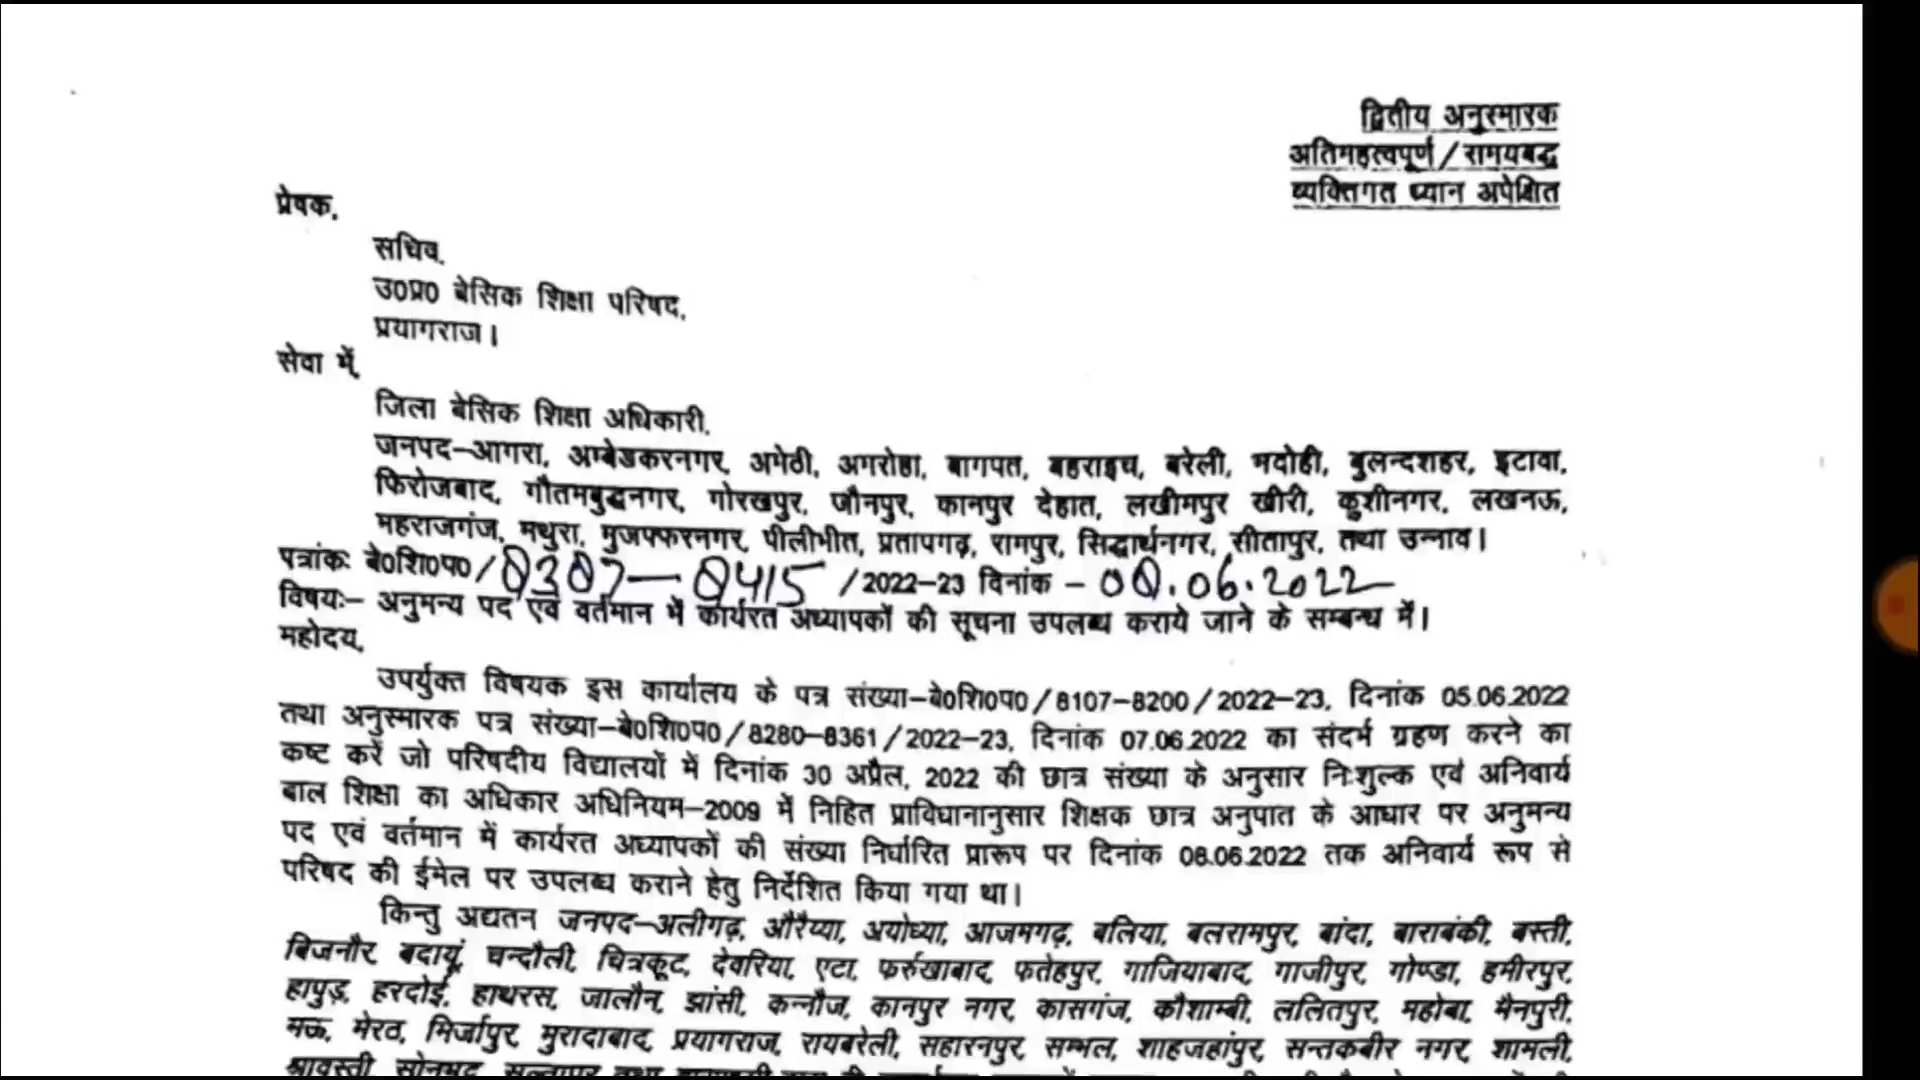 द्वितीय अनुस्मारक
अतिमहत्वपूर्ण/समयबद्ध
व्यक्तिगत ध्यान अपेक्षित
प्रेषक,
सचिव,
उ0प्र0 बेसिक शिक्षा परिषद,
प्रयागराज।
सेवा में,
जिला बेसिक शिक्षा अधिकारी,
जनपद–आगरा, अम्बेडकरनगर, अमेठी, अमरोहा, बागपत, बहराइच, बरेली, भदोही, बुलन्दशहर, इटावा,
फिरोजबाद, गौतमबुद्धनगर, गोरखपुर, जौनपुर, कानपुर देहात, लखीमपुर खीरी, कुशीनगर, लखनऊ,
महराजगंज, मथुरा, मुजफ्फरनगर, पीलीभीत, प्रतापगढ़, रामपुर, सिद्धार्थनगर, सीतापुर, तथा उन्नाव।
पत्रांकः बे0शि0प0/ /2022–23 दिनांक –
विषयः– अनुमन्य पद एवं वर्तमान में कार्यरत अध्यापकों की सूचना उपलब्ध कराये जाने के सम्बन्ध में।
महोदय,
उपर्युक्त विषयक इस कार्यालय के पत्र संख्या–बे0शि0प0/8107–8200/2022–23, दिनांक 05.06.2022
तथा अनुस्मारक पत्र संख्या–बे0शि0प0/8280–8361/2022–23, दिनांक 07.06.2022 का संदर्भ ग्रहण करने का
कष्ट करें जो परिषदीय विद्यालयों में दिनांक 30 अप्रैल, 2022 की छात्र संख्या के अनुसार निःशुल्क एवं अनिवार्य
बाल शिक्षा का अधिकार अधिनियम–2009 में निहित प्राविधानानुसार शिक्षक छात्र अनुपात के आधार पर अनुमन्य
पद एवं वर्तमान में कार्यरत अध्यापकों की संख्या निर्धारित प्रारूप पर दिनांक 08.06.2022 तक अनिवार्य रूप से
परिषद की ईमेल पर उपलब्ध कराने हेतु निर्देशित किया गया था।
किन्तु अद्यतन जनपद–अलीगढ़, औरैय्या, अयोध्या, आजमगढ़, बलिया, बलरामपुर, बांदा, बाराबंकी, बस्ती,
बिजनौर, बदायूं, चन्दौली, चित्रकूट, देवरिया, एटा, फर्रुखाबाद, फतेहपुर, गाजियाबाद, गाजीपुर, गोण्डा, हमीरपुर,
हापुड़, हरदोई, हाथरस, जालौन, झांसी, कन्नौज, कानपुर नगर, कासगंज, कौशाम्बी, ललितपुर, महोबा, मैनपुरी,
मऊ, मेरठ, मिर्जापुर, मुरादाबाद, प्रयागराज, रायबरेली, सहारनपुर, सम्भल, शाहजहांपुर, सन्तकबीर नगर, शामली,
श्रावस्ती, सोनभद्र,